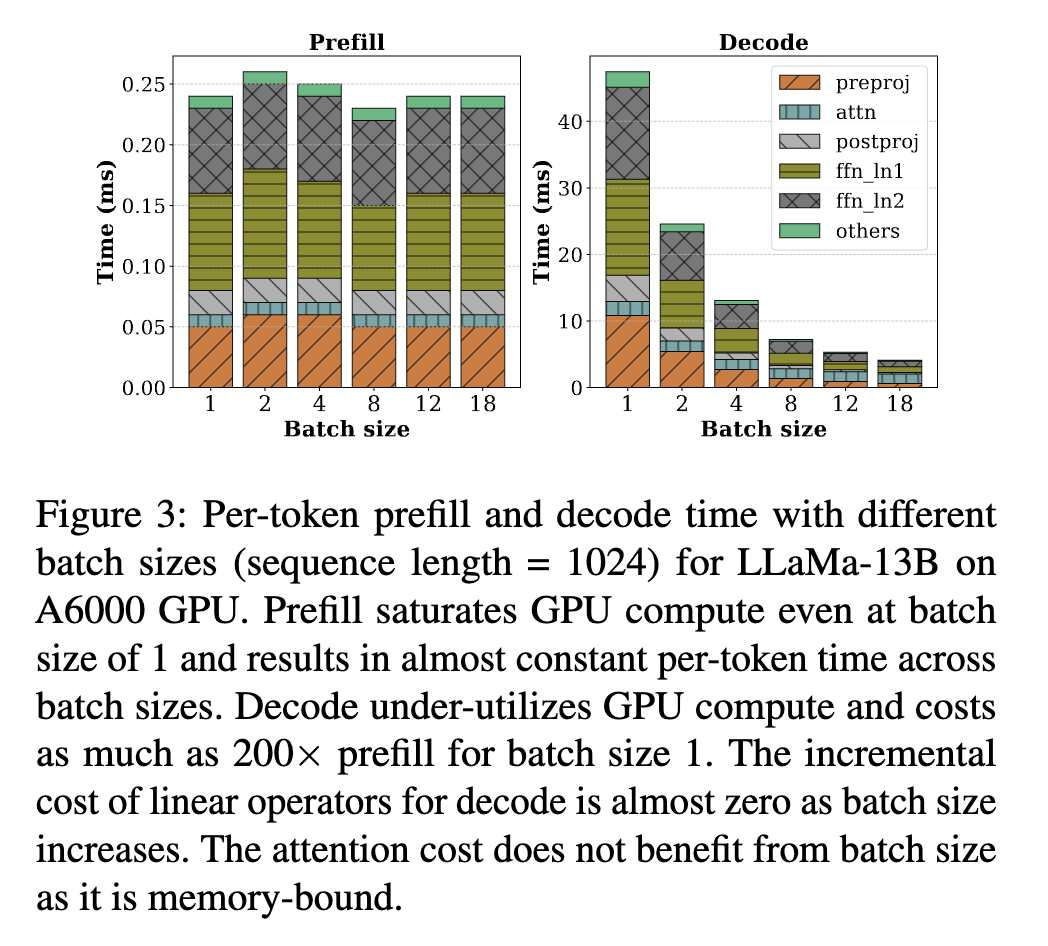 Prefill
Decode
0.25
0.20
0.15
0.10
0.05
0.00
Time (ms)
1 2 4 8 12 18
Batch size
40
30
20
10
0
Time (ms)
1 2 4 8 12 18
Batch size
preproj
attn
postproj
ffn_ln1
ffn_ln2
others
Figure 3: Per-token prefill and decode time with different
batch sizes (sequence length = 1024) for LLaMa-13B on
A6000 GPU. Prefill saturates GPU compute even at batch
size of 1 and results in almost constant per-token time across
batch sizes. Decode under-utilizes GPU compute and costs
as much as 200× prefill for batch size 1. The incremental
cost of linear operators for decode is almost zero as batch size
increases. The attention cost does not benefit from batch size
as it is memory-bound.